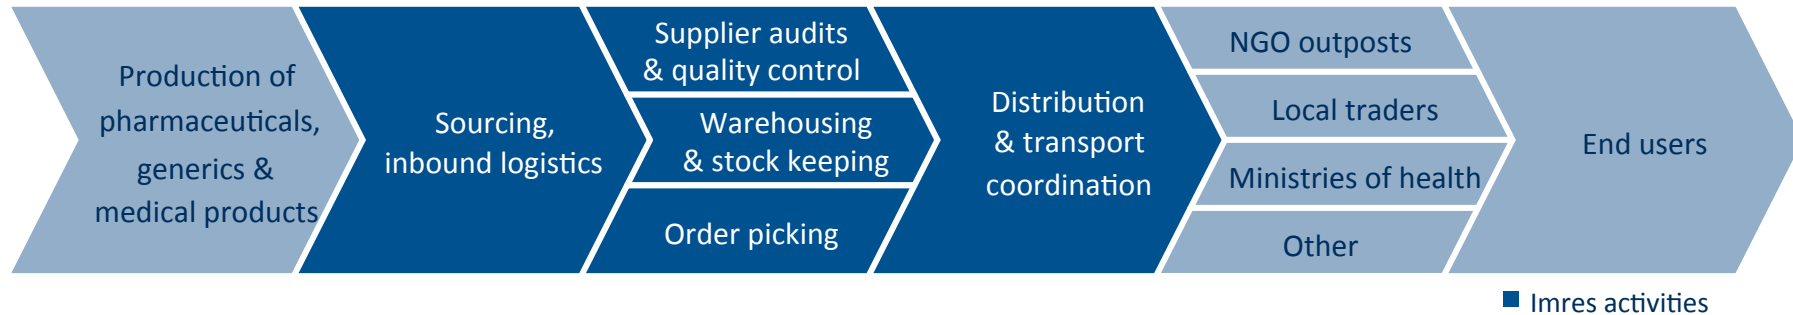 Production of
pharmaceuticals,
generics &
medical products
Sourcing,
inbound logistics
Supplier audits
& quality control
Warehousing
& stock keeping
Order picking
Distribution
& transport
coordination
NGO outposts
Local traders
Ministries of health
Other
End users
Imres activities